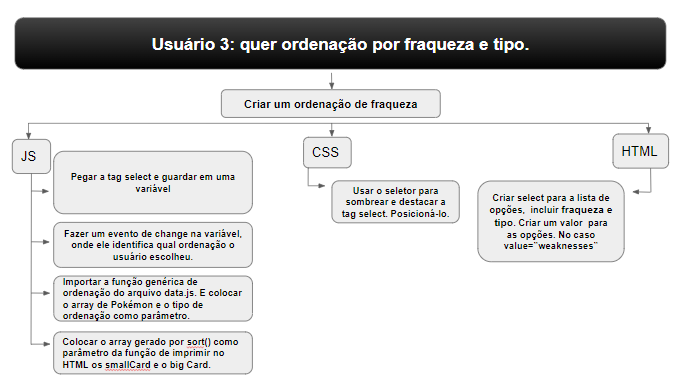 Usuário 3: quer ordenação por fraqueza e tipo.
Criar um ordenação de fraqueza
JS
Pegar a tag select e guardar em uma
variável
Fazer um evento de change na variável,
onde ele identifica qual ordenação o
usuário escolheu.
Importar a função genérica de
ordenação do arquivo data.js. E colocar
o array de Pokémon e o tipo de
ordenação como parâmetro.
Colocar o array gerado por sort() como
parâmetro da função de imprimir no
HTML os smallCard e o big Card.
CSS
Usar o seletor para
sombrear e destacar a
tag select. Posicioná-lo.
HTML
Criar select para a lista de
opções, incluir fraqueza e
tipo. Criar um valor para
as opções. No caso
value="weaknesses"